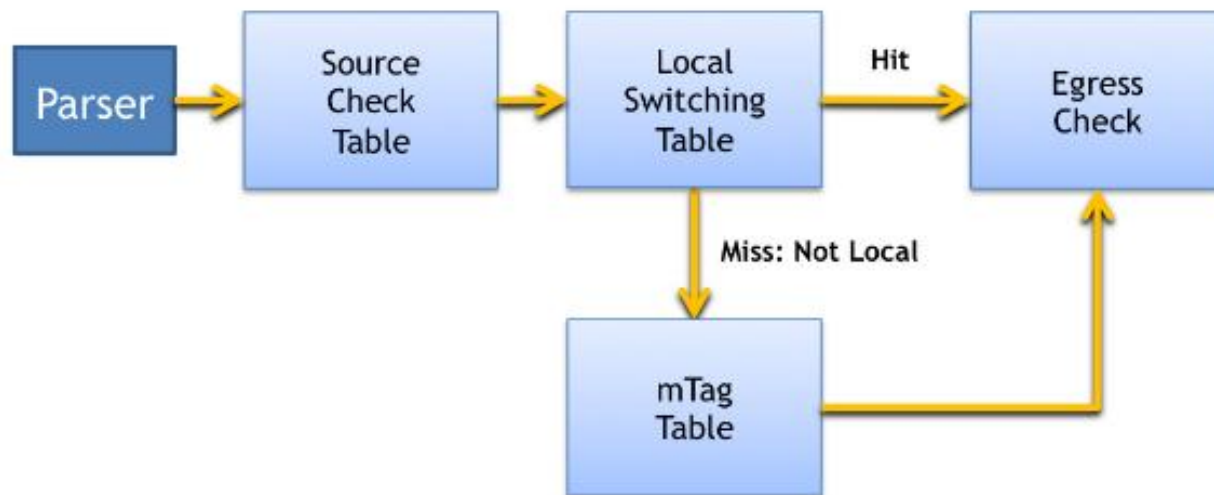 Parser
Source
Check
Table
Local
Switching
Table
Hit
Egress
Check
Miss: Not Local
mTag
Table